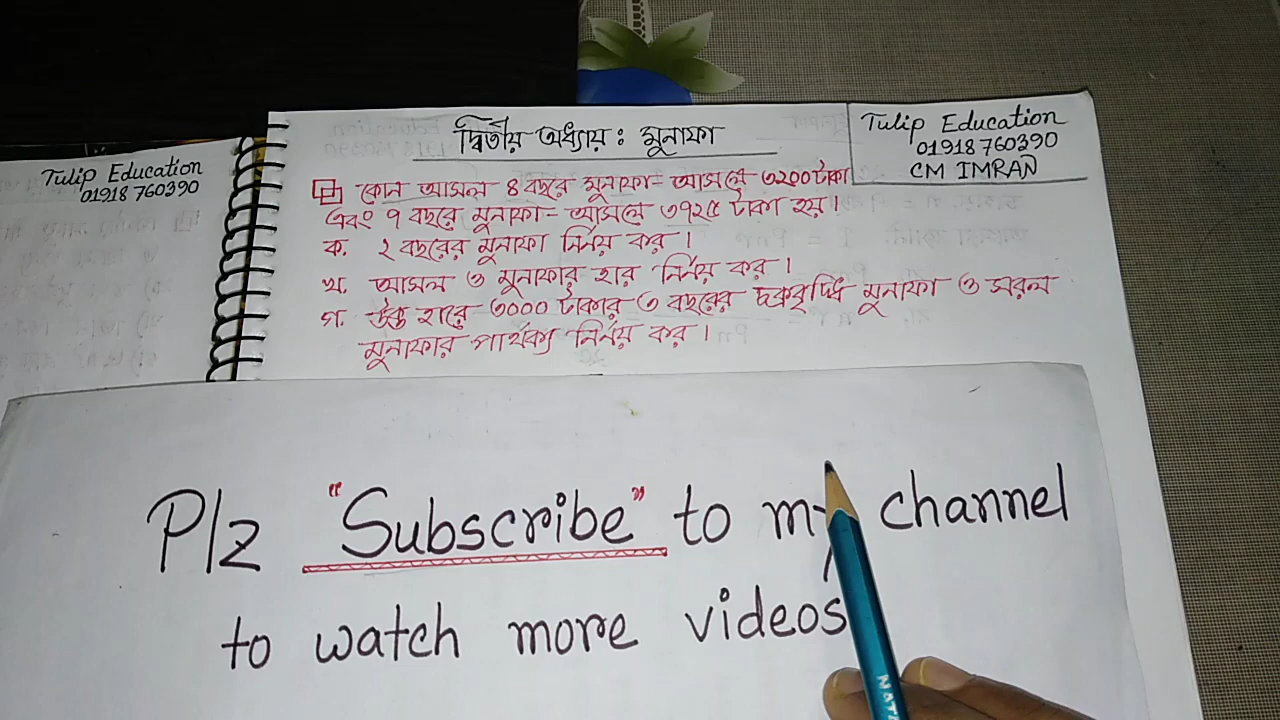 Tulip Education
01918 760390
দ্বিতীয় অধ্যায় : মুনাফা
Tulip Education
01918 760390
CM IMRAN
কোন আসল ৪ বছরে মুনাফা-আসলে ৩২০০ টাকা
এবং ৭ বছরে মুনাফা-আসলে ৩৭২৫ টাকা হয়।
ক. ২ বছরের মুনাফা নির্ণয় কর।
খ. আসল ও মুনাফার হার নির্ণয় কর।
গ. উক্ত হারে ৩০০০ টাকার ৩ বছরের চক্রবৃদ্ধি মুনাফা ও সরল
মুনাফার পার্থক্য নির্ণয় কর।
Plz "Subscribe" to my channel
to watch more videos